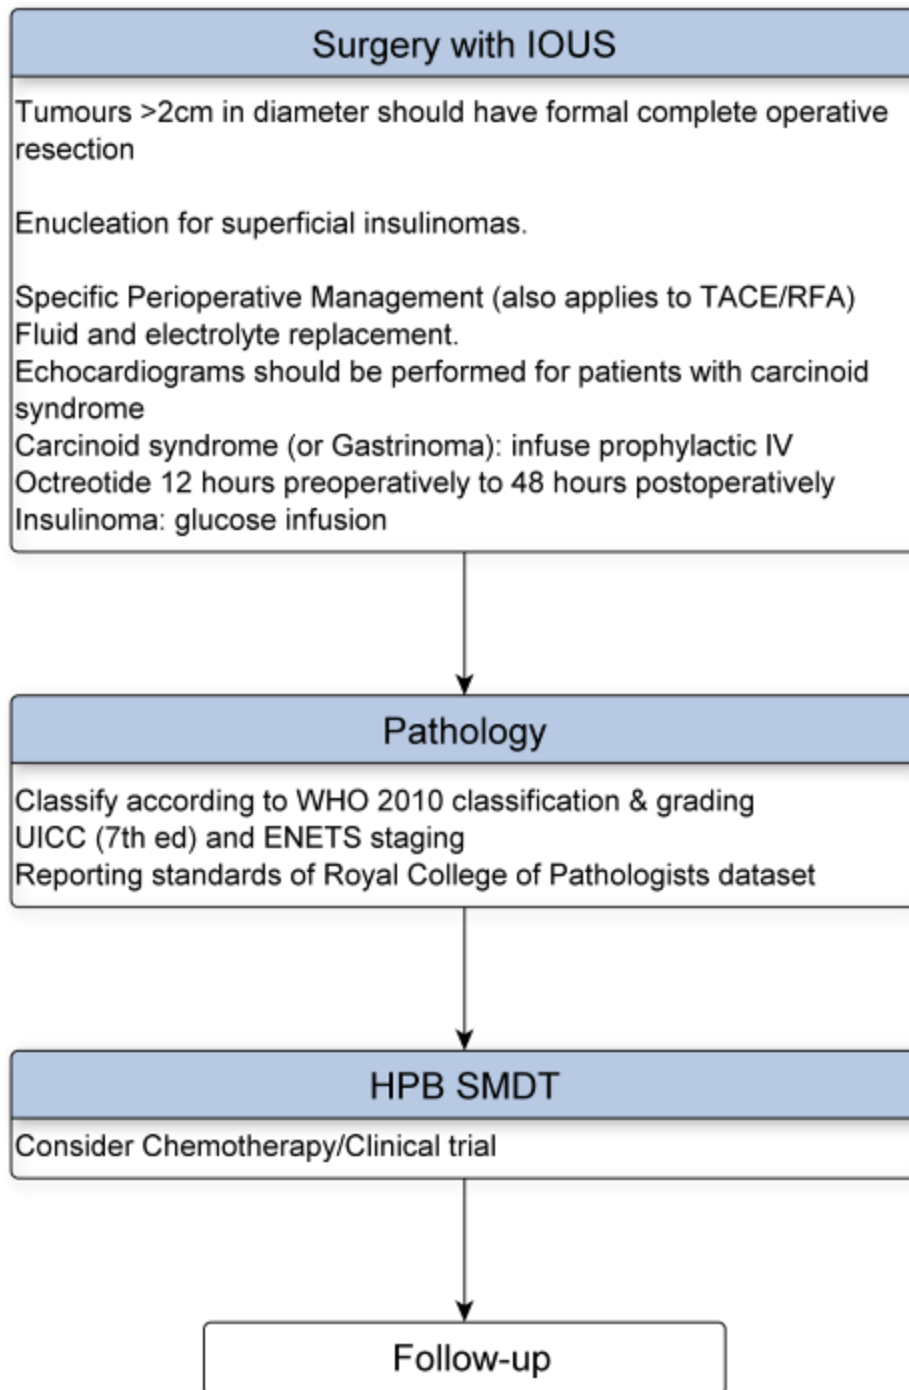 Surgery with IOUS
Tumours >2cm in diameter should have formal complete operative
resection
Enucleation for superficial insulinomas.
Specific Perioperative Management (also applies to TACE/RFA)
Fluid and electrolyte replacement.
Echocardiograms should be performed for patients with carcinoid
syndrome
Carcinoid syndrome (or Gastrinoma): infuse prophylactic IV
Octreotide 12 hours preoperatively to 48 hours postoperatively
Insulinoma: glucose infusion
Pathology
Classify according to WHO 2010 classification & grading
UICC (7th ed) and ENETS staging
Reporting standards of Royal College of Pathologists dataset
HPB SMDT
Consider Chemotherapy/Clinical trial
Follow-up